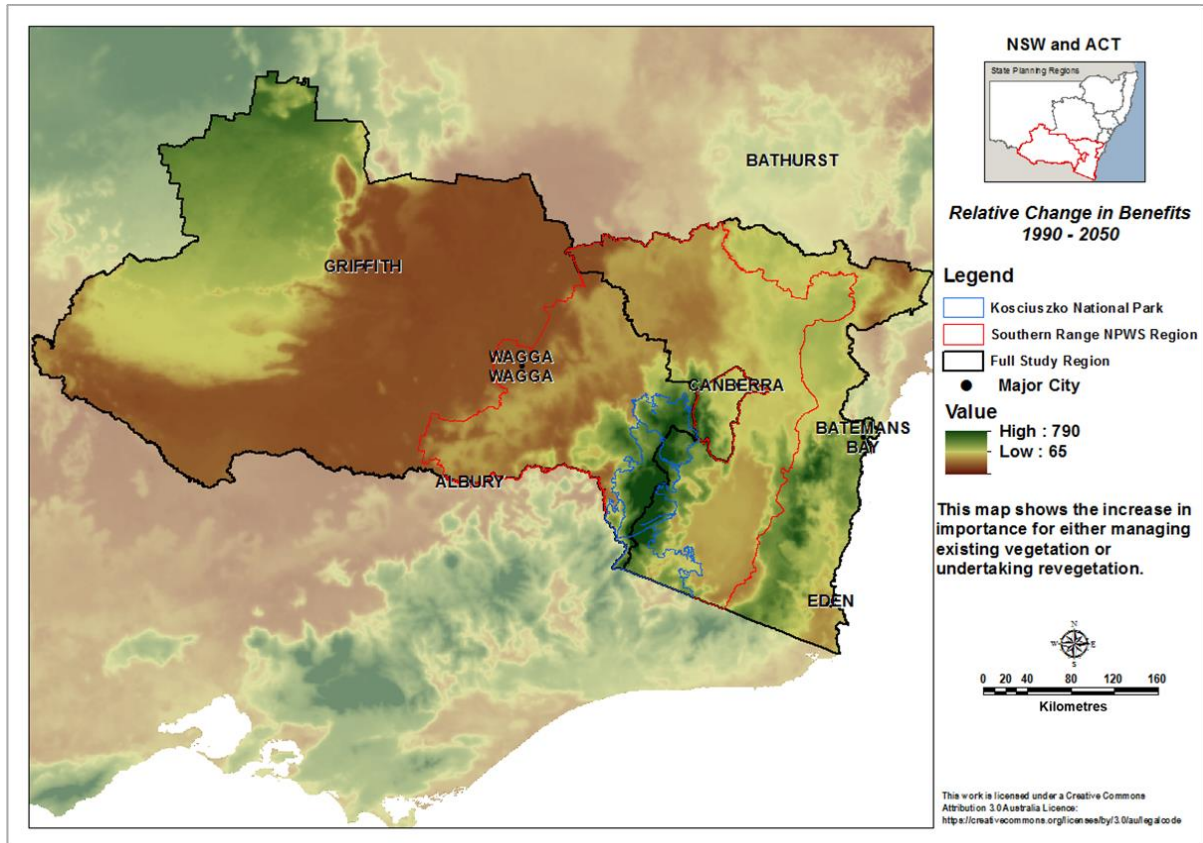 BATHURST
GRIFFITH
WAGGA
WAGGA
CANBERRA
BATEMANS
BAY
ALBURY
EDEN
NSW and ACT
State Planning Regions
Relative Change in Benefits
1990 - 2050
Legend
Kosciuszko National Park
Southern Range NPWS Region
Full Study Region
Major City
Value
High : 790
Low : 65
This map shows the increase in
importance for either managing
existing vegetation or
undertaking revegetation.
N
W E
S
0 20 40 80 120 160
Kilometres
This work is licensed under a Creative Commons
Attribution 3.0 Australia Licence:
https://creativecommons.org/licenses/by/3.0/au/legalcode